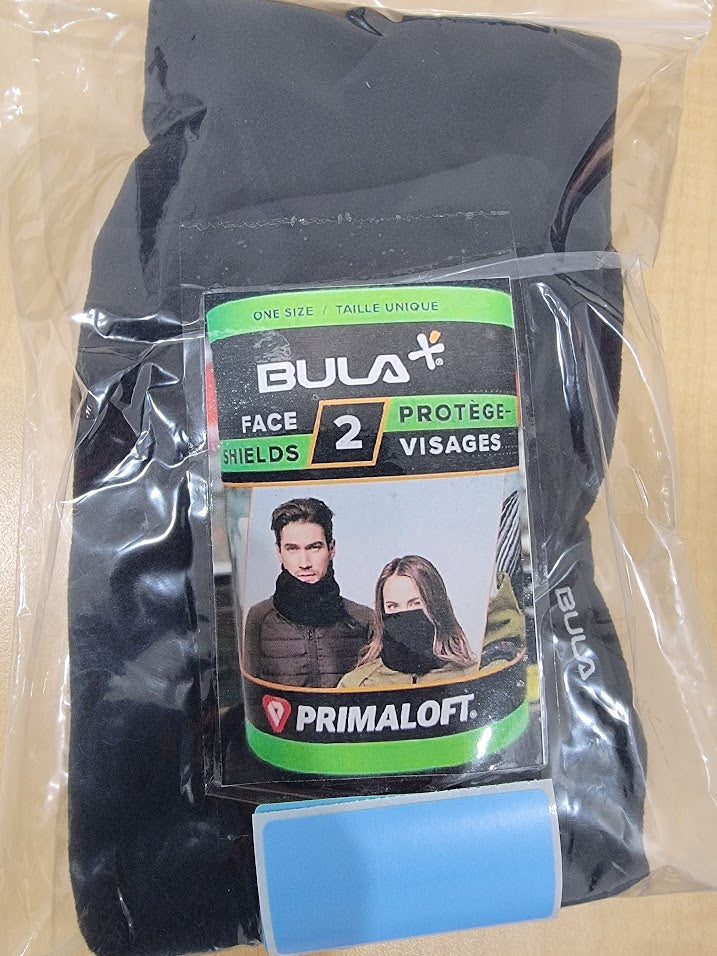 ONE SIZE / TAILLE UNIQUE
BULA
FACE SHIELDS
2
PROTÈGE-
VISAGES
PRIMALOFT®
BULA